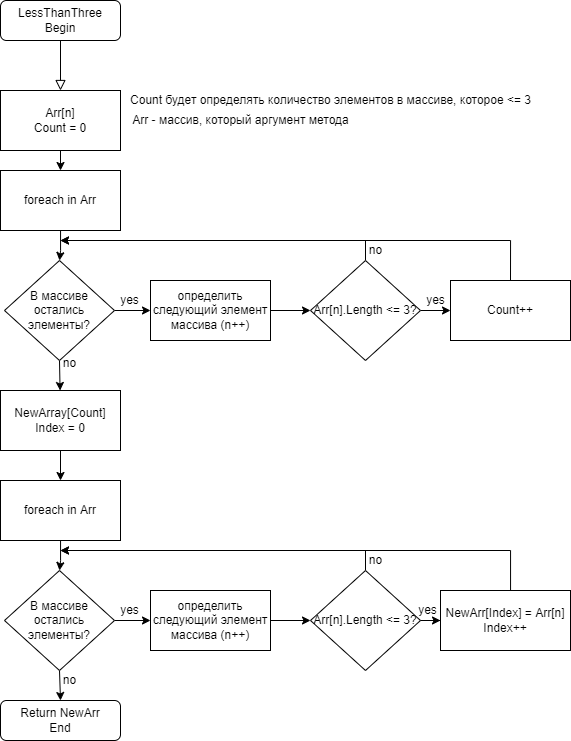 LessThanThree
Begin
Arr[n]
Count = 0
Count будет определять количество элементов в массиве, которое <= 3
Arr - массив, который аргумент метода
foreach in Arr
no
В массиве
остались
элементы?
yes
определить
следующий элемент
массива (n++)
Arr[n].Length <= 3?
yes
Count++
no
NewArray[Count]
Index = 0
foreach in Arr
no
В массиве
остались
элементы?
yes
определить
следующий элемент
массива (n++)
Arr[n].Length <= 3?
yes
NewArr[Index] = Arr[n]
Index++
no
Return NewArr
End